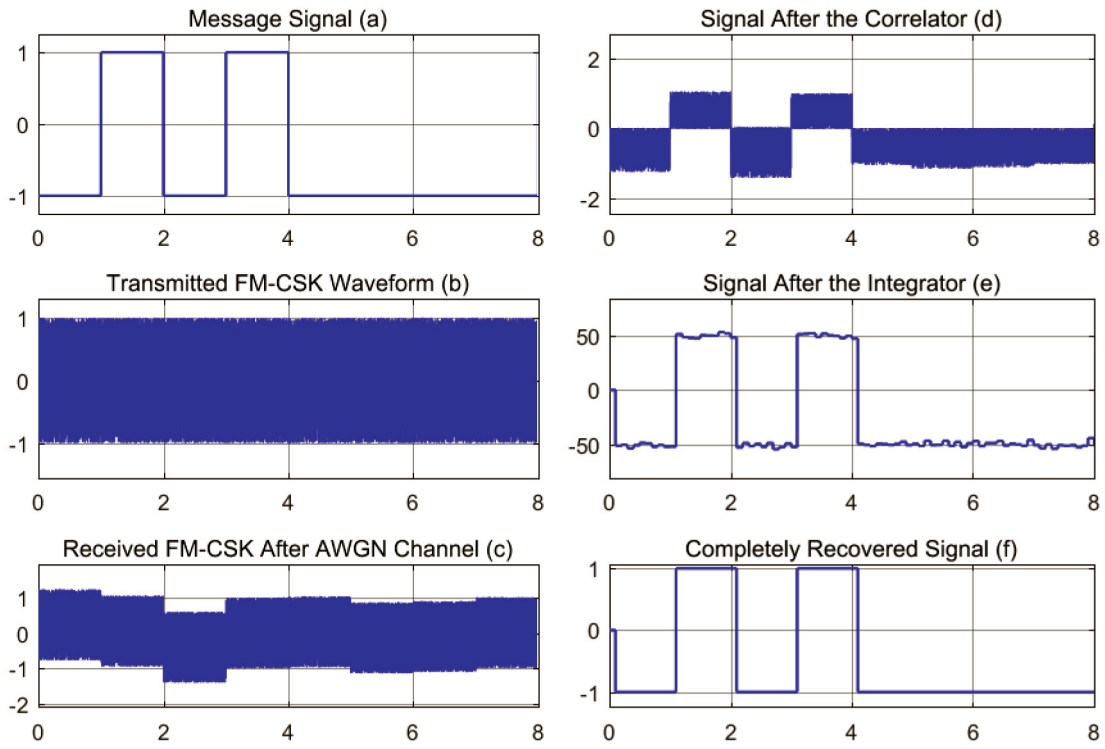 Message Signal (a)
1
0
-1
0 2 4 6 8
Transmitted FM-CSK Waveform (b)
1
0
-1
0 2 4 6 8
Received FM-CSK After AWGN Channel (c)
1
0
-1
-2
0 2 4 6 8
Signal After the Correlator (d)
2
0
-2
0 2 4 6 8
Signal After the Integrator (e)
50
0
-50
0 2 4 6 8
Completely Recovered Signal (f)
1
0
-1
0 2 4 6 8